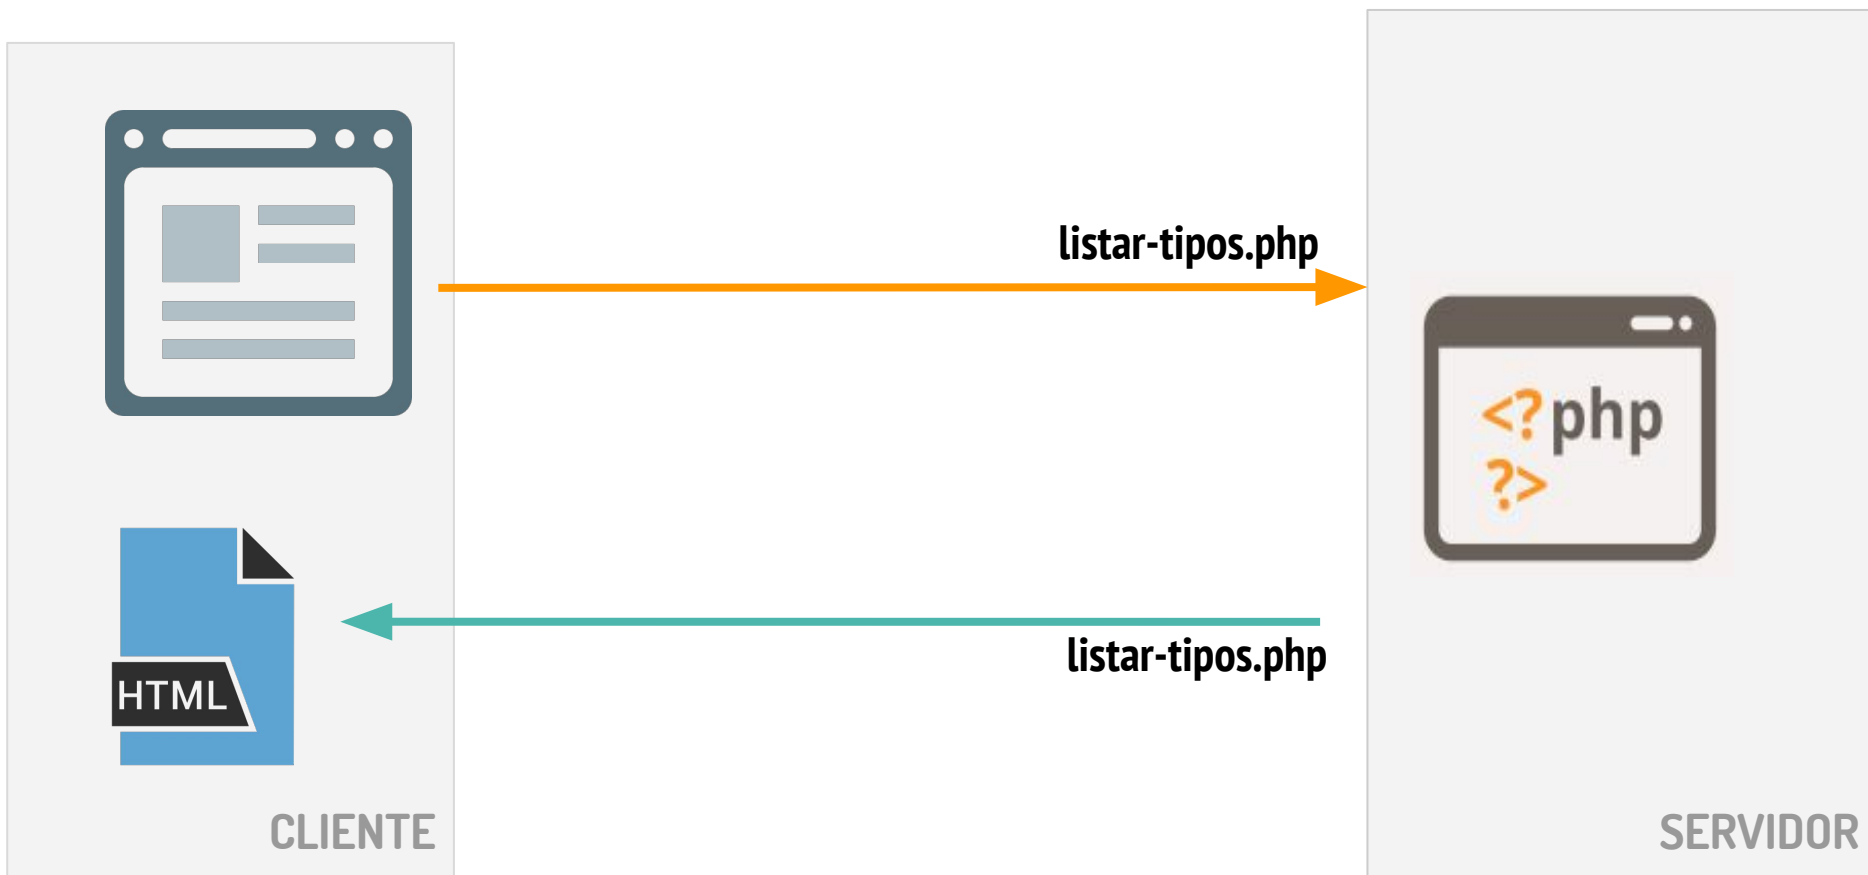 listar-tipos.php
<?php
?>
listar-tipos.php
HTML
CLIENTE
SERVIDOR